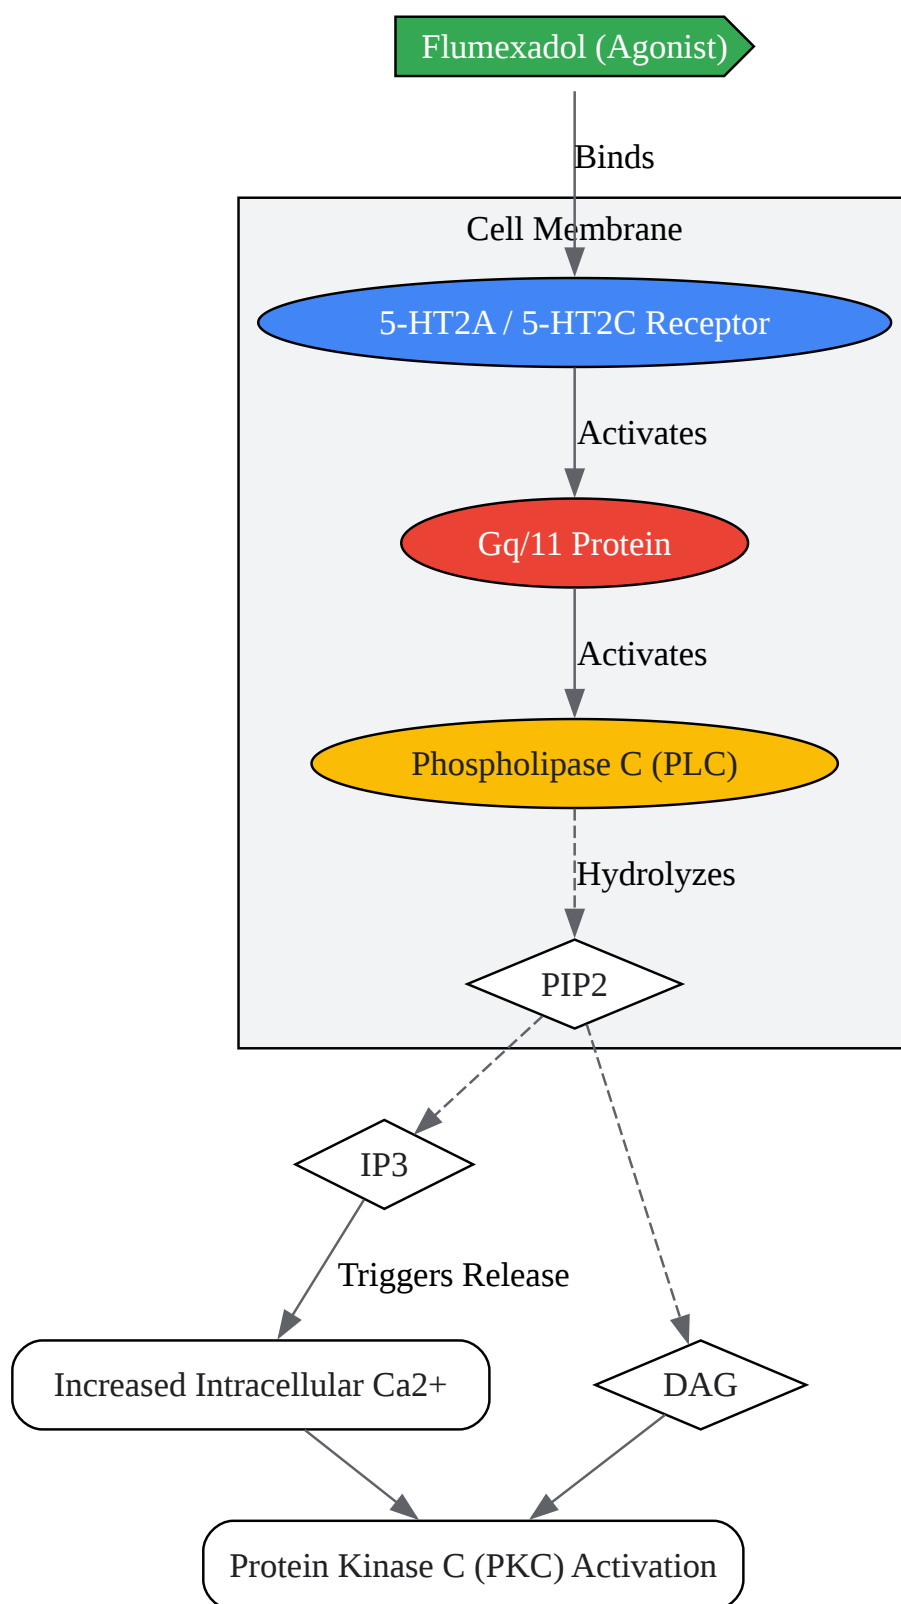 Flumexadol (Agonist)
Binds
Cell Membrane
5-HT2A / 5-HT2C Receptor
Activates
Gq/11 Protein
Activates
Phospholipase C (PLC)
Hydrolyzes
PIP2
IP3
Triggers Release
Increased Intracellular Ca2+
DAG
Protein Kinase C (PKC) Activation